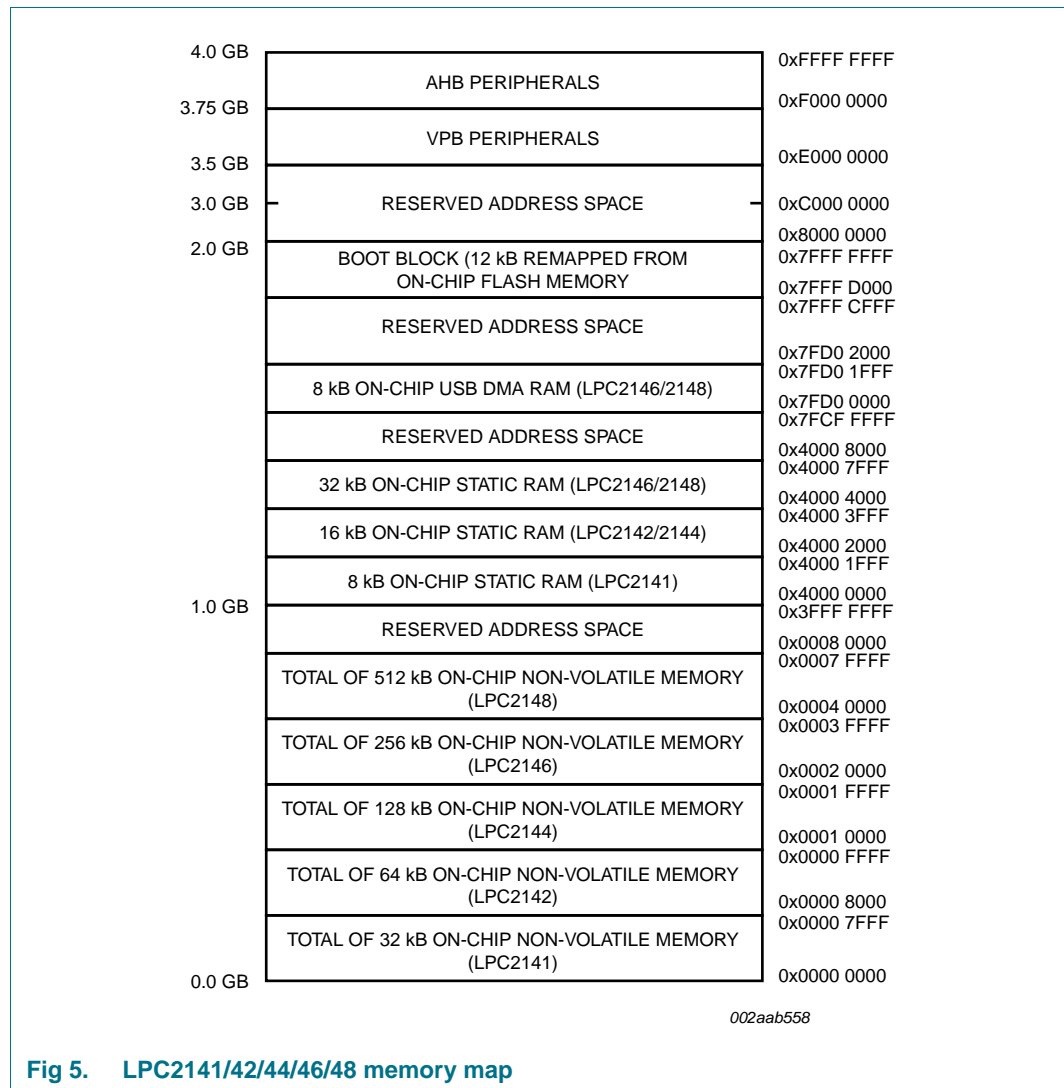 4.0 GB
0xFFFF FFFF
AHB PERIPHERALS
3.75 GB
0xF000 0000
VPB PERIPHERALS
3.5 GB
0xE000 0000
3.0 GB
RESERVED ADDRESS SPACE
0xC000 0000
0x8000 0000
2.0 GB
0x7FFF FFFF
BOOT BLOCK (12 kB REMAPPED FROM
ON-CHIP FLASH MEMORY
0x7FFF D000
0x7FFF CFFF
RESERVED ADDRESS SPACE
0x7FD0 2000
0x7FD0 1FFF
8 kB ON-CHIP USB DMA RAM (LPC2146/2148)
0x7FD0 0000
0x7FCF FFFF
RESERVED ADDRESS SPACE
0x4000 8000
0x4000 7FFF
32 kB ON-CHIP STATIC RAM (LPC2146/2148)
0x4000 4000
0x4000 3FFF
16 kB ON-CHIP STATIC RAM (LPC2142/2144)
0x4000 2000
0x4000 1FFF
8 kB ON-CHIP STATIC RAM (LPC2141)
0x4000 0000
1.0 GB
0x3FFF FFFF
RESERVED ADDRESS SPACE
0x0008 0000
0x0007 FFFF
TOTAL OF 512 kB ON-CHIP NON-VOLATILE MEMORY
(LPC2148)
0x0004 0000
0x0003 FFFF
TOTAL OF 256 kB ON-CHIP NON-VOLATILE MEMORY
(LPC2146)
0x0002 0000
0x0001 FFFF
TOTAL OF 128 kB ON-CHIP NON-VOLATILE MEMORY
(LPC2144)
0x0001 0000
0x0000 FFFF
TOTAL OF 64 kB ON-CHIP NON-VOLATILE MEMORY
(LPC2142)
0x0000 8000
0x0000 7FFF
TOTAL OF 32 kB ON-CHIP NON-VOLATILE MEMORY
(LPC2141)
0.0 GB
0x0000 0000
002aab558
Fig 5. LPC2141/42/44/46/48 memory map